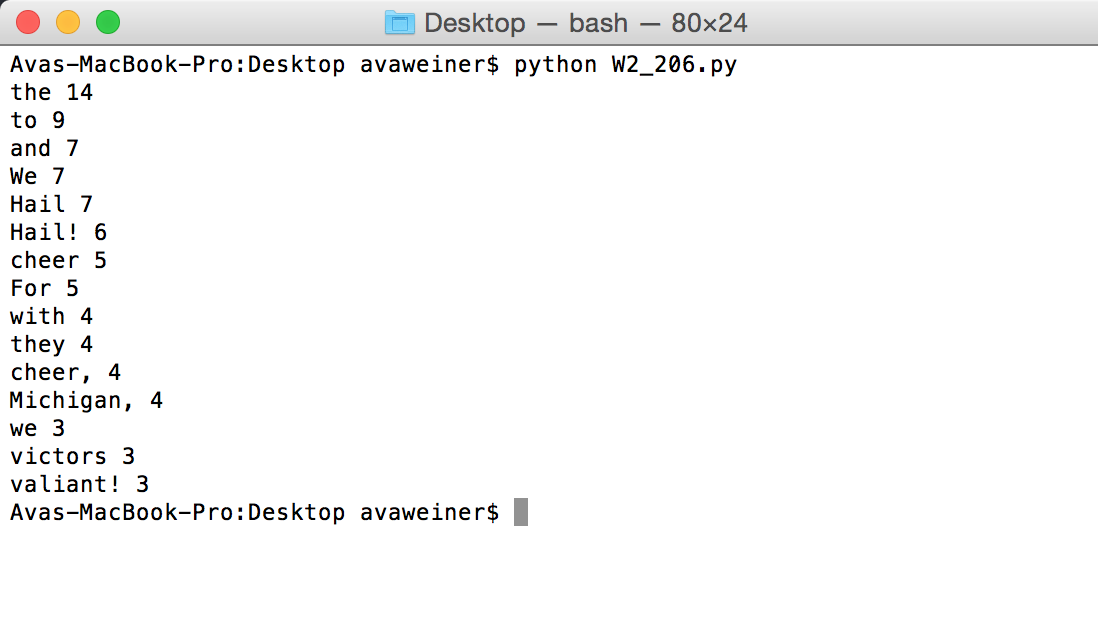 Desktop — bash — 80×24
Avas-MacBook-Pro:Desktop avaweiner$ python W2_206.py
the 14
to 9
and 7
We 7
Hail 7
Hail! 6
cheer 5
For 5
with 4
they 4
cheer, 4
Michigan, 4
we 3
victors 3
valiant! 3
Avas-MacBook-Pro:Desktop avaweiner$